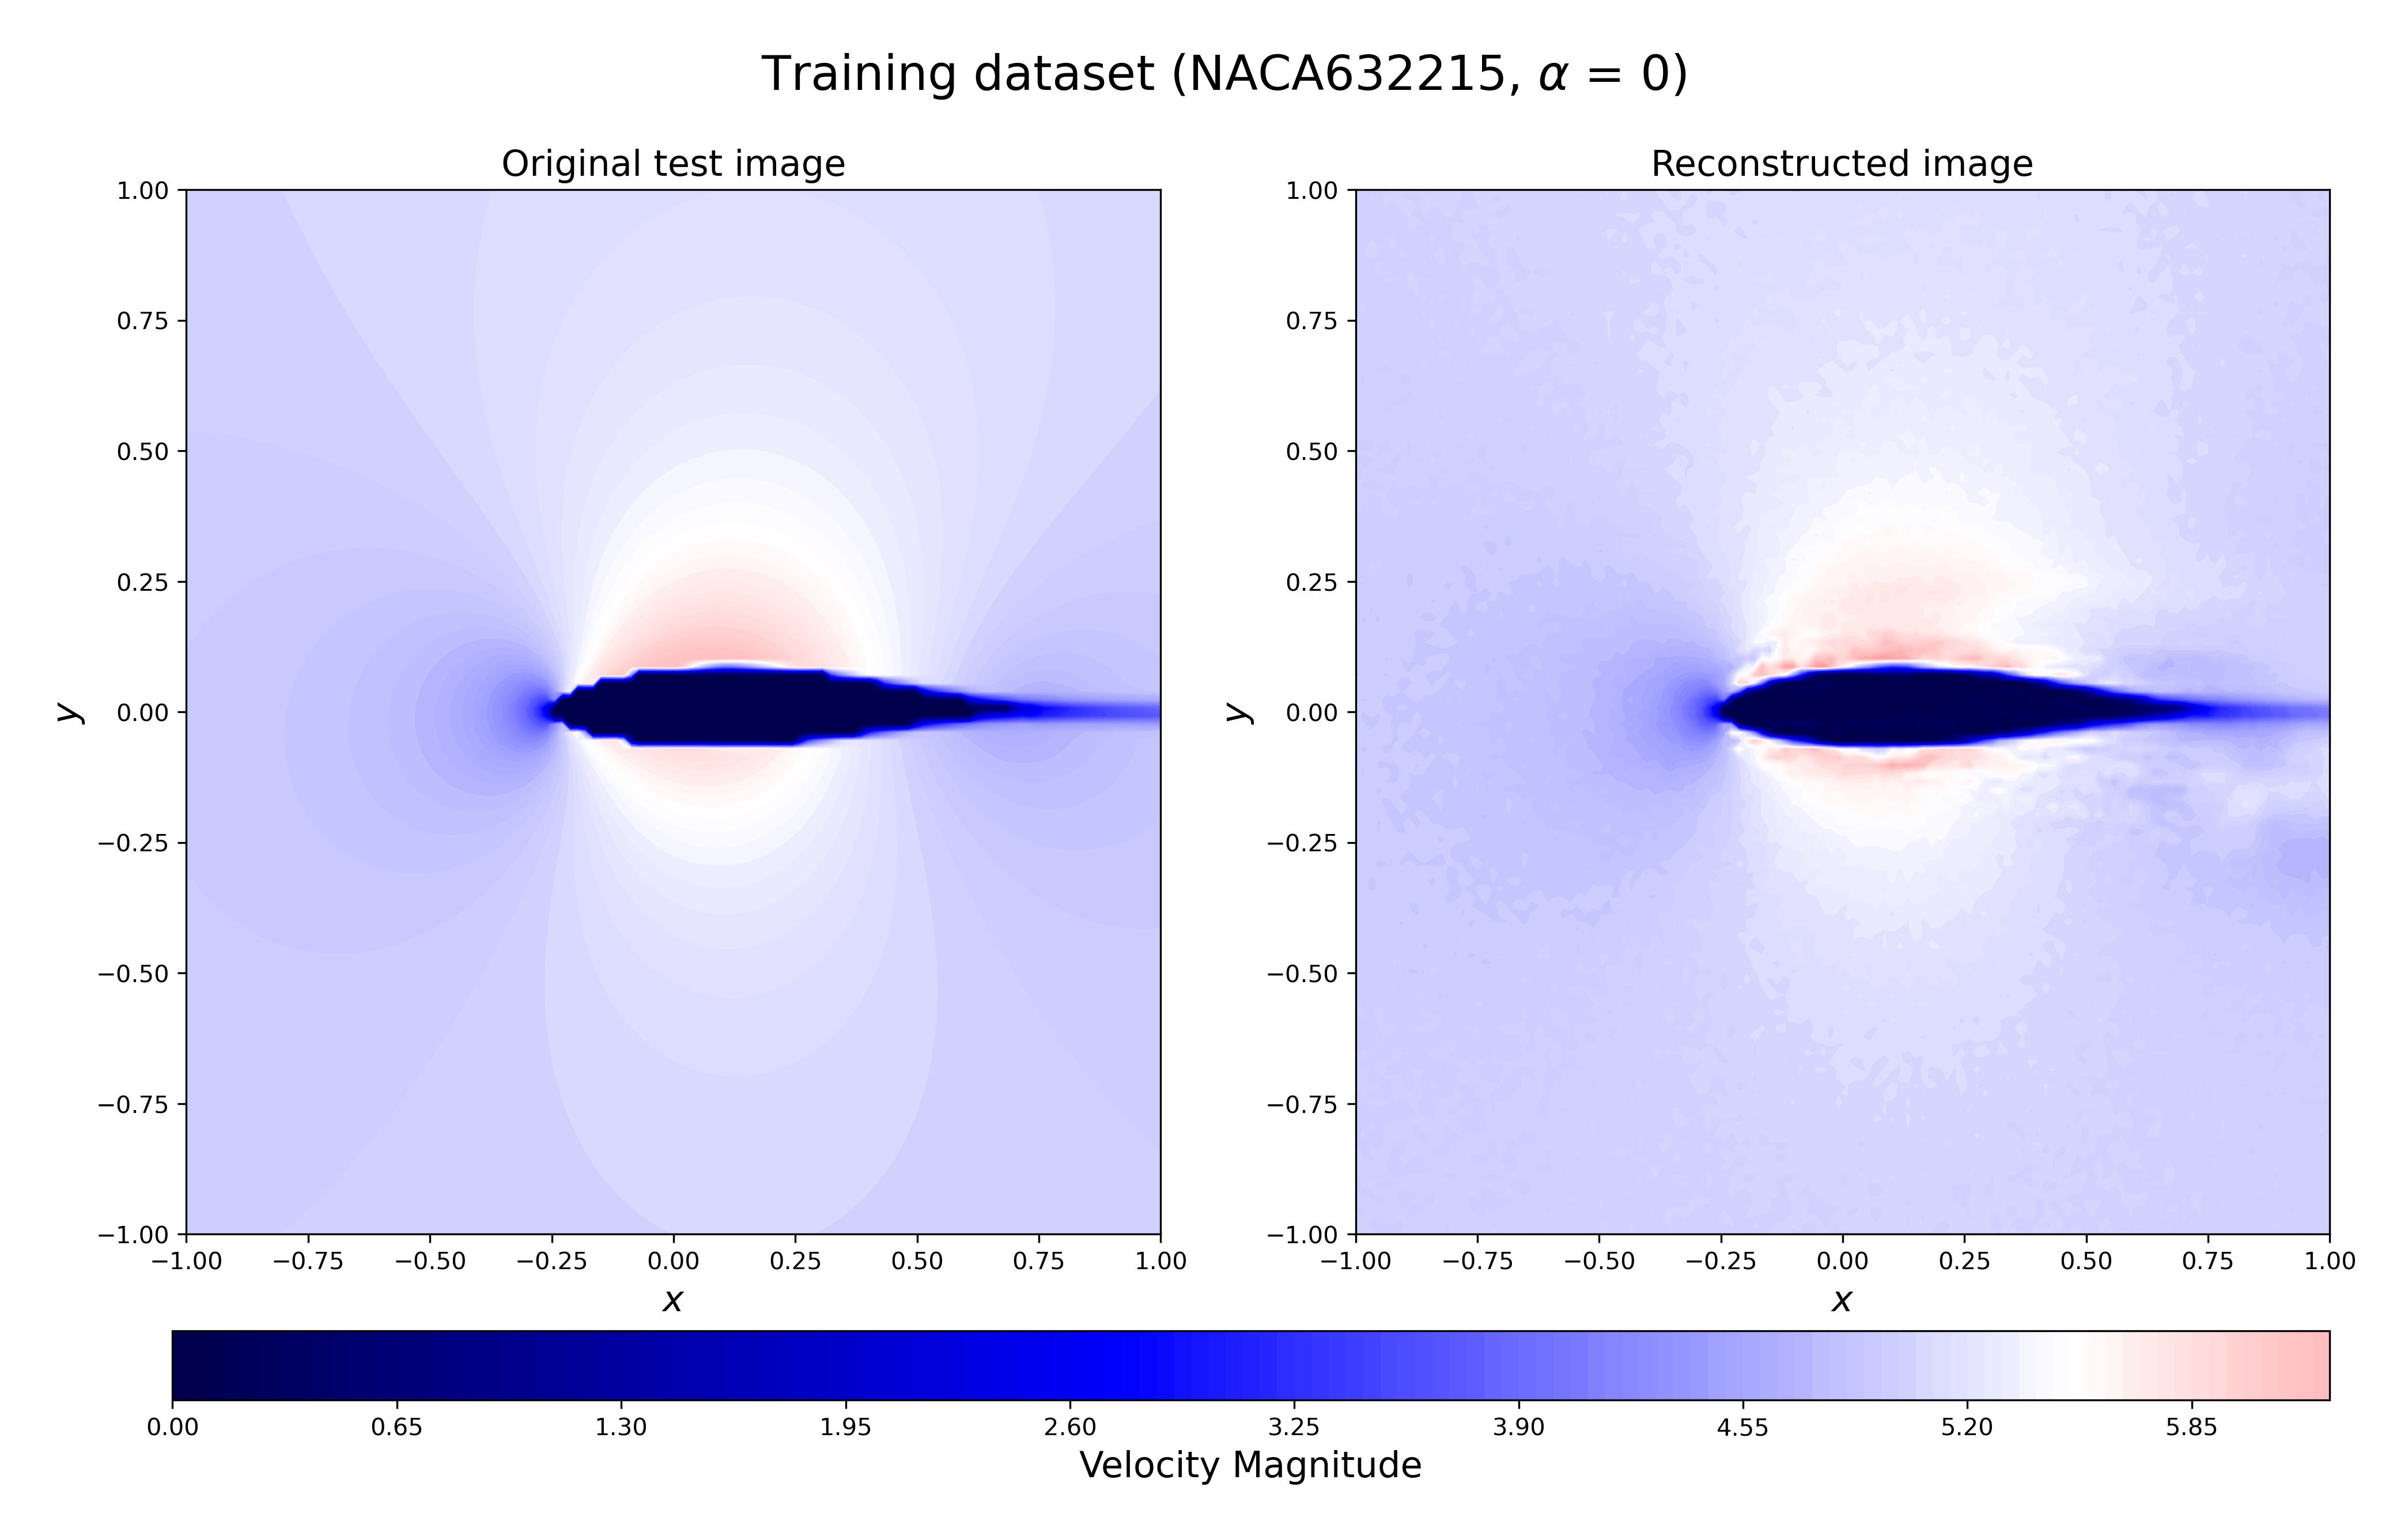 Training dataset (NACA632215, α = 0)
Original test image
Reconstructed image
1.00
0.75
0.50
0.25
0.00
−0.25
−0.50
−0.75
−1.00
y
−1.00 −0.75 −0.50 −0.25 0.00 0.25 0.50 0.75 1.00
x
1.00
0.75
0.50
0.25
0.00
−0.25
−0.50
−0.75
−1.00
y
−1.00 −0.75 −0.50 −0.25 0.00 0.25 0.50 0.75 1.00
x
0.00 0.65 1.30 1.95 2.60 3.25 3.90 4.55 5.20 5.85
Velocity Magnitude